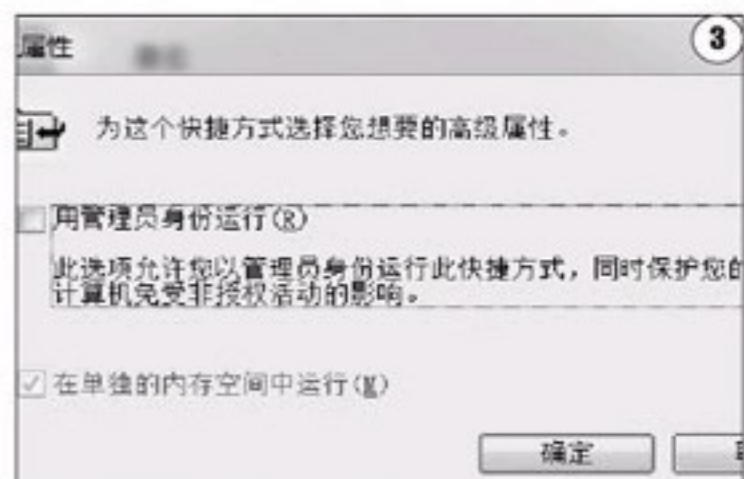 属性
3
为这个快捷方式选择您想要的高级属性。
用管理员身份运行(R)
此选项允许您以管理员身份运行此快捷方式，同时保护您的
计算机免受非授权活动的影响。
在单独的内存空间中运行(M)
确定